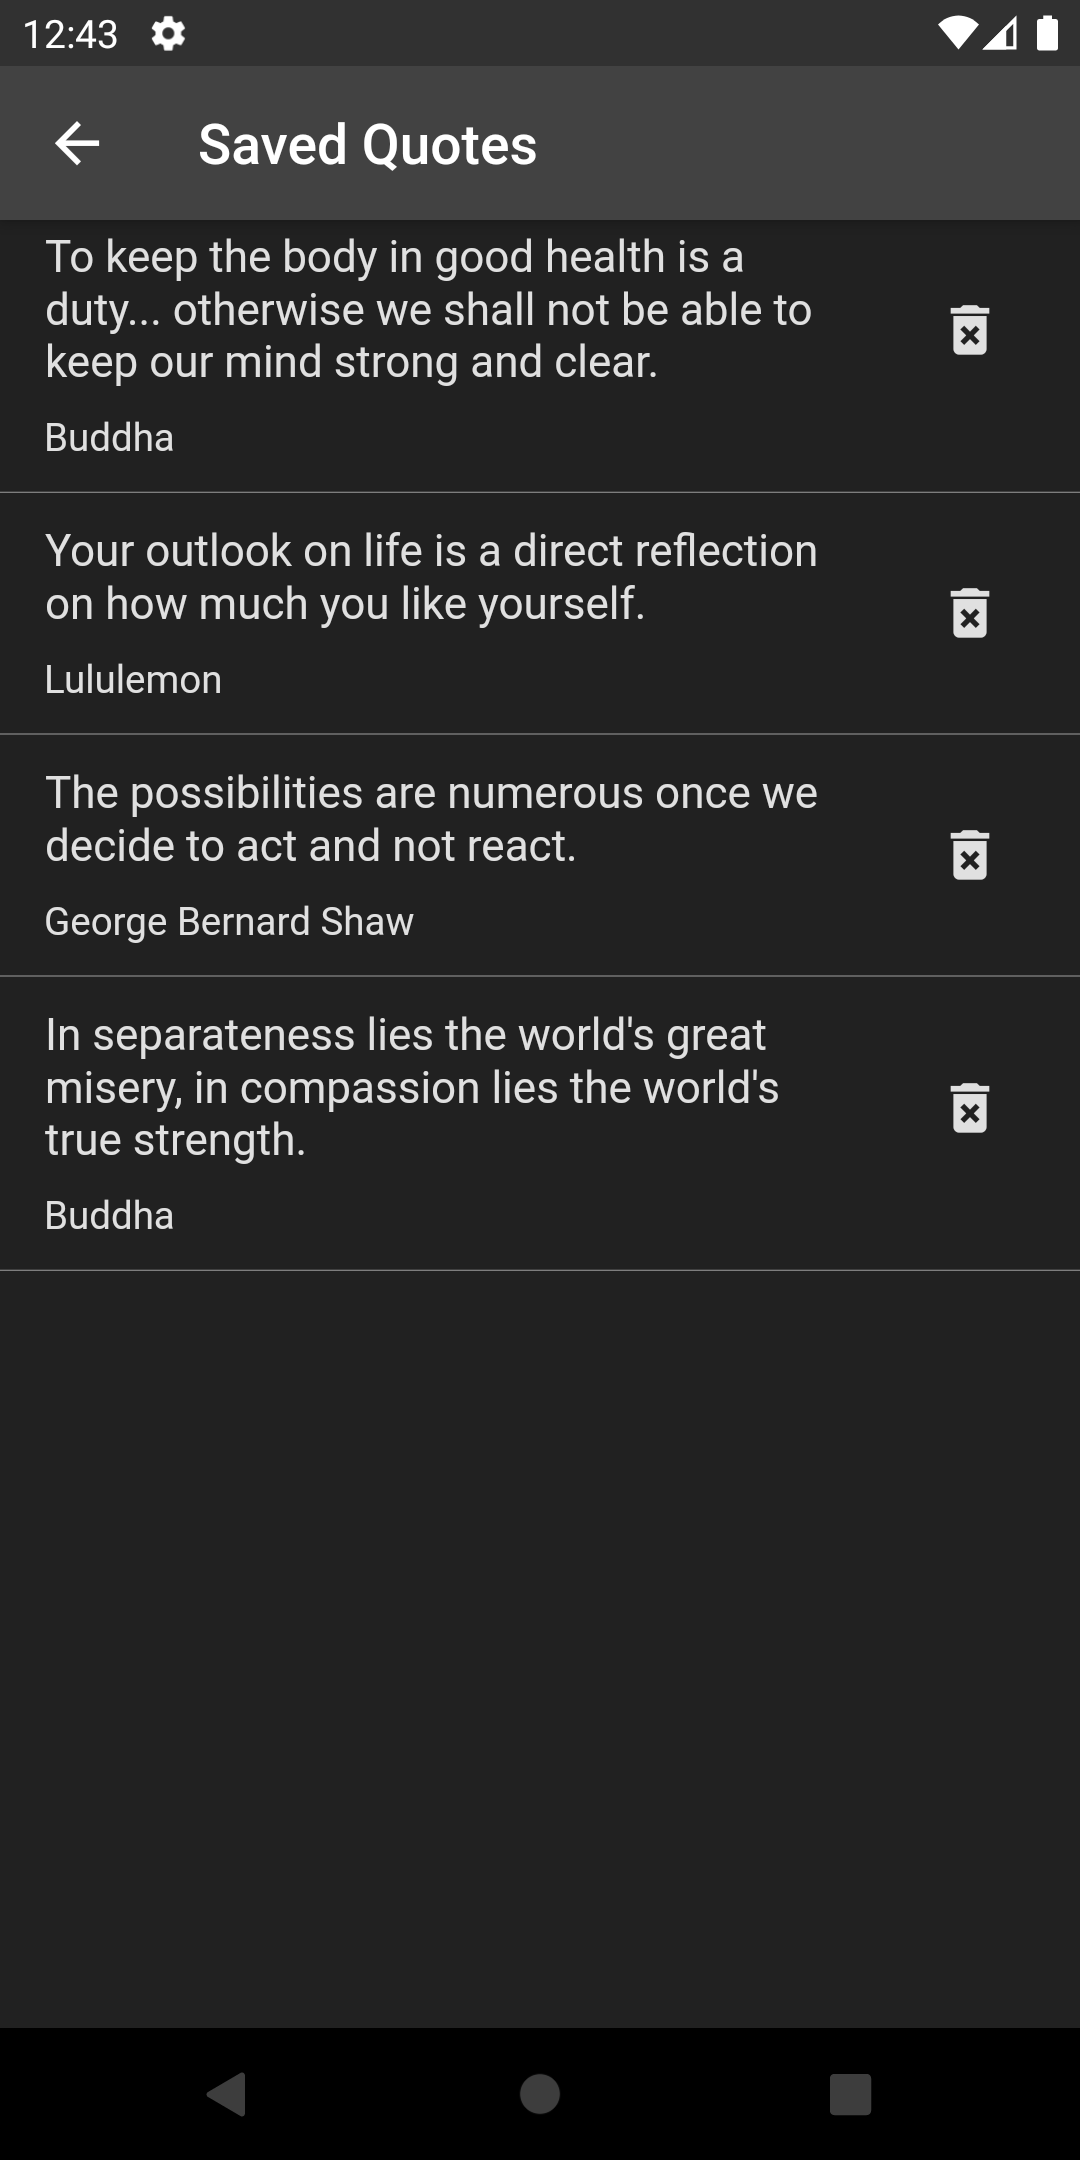 12:43
Saved Quotes
To keep the body in good health is a
duty... otherwise we shall not be able to
keep our mind strong and clear.
Buddha
Your outlook on life is a direct reflection
on how much you like yourself.
Lululemon
The possibilities are numerous once we
decide to act and not react.
George Bernard Shaw
In separateness lies the world's great
misery, in compassion lies the world's
true strength.
Buddha